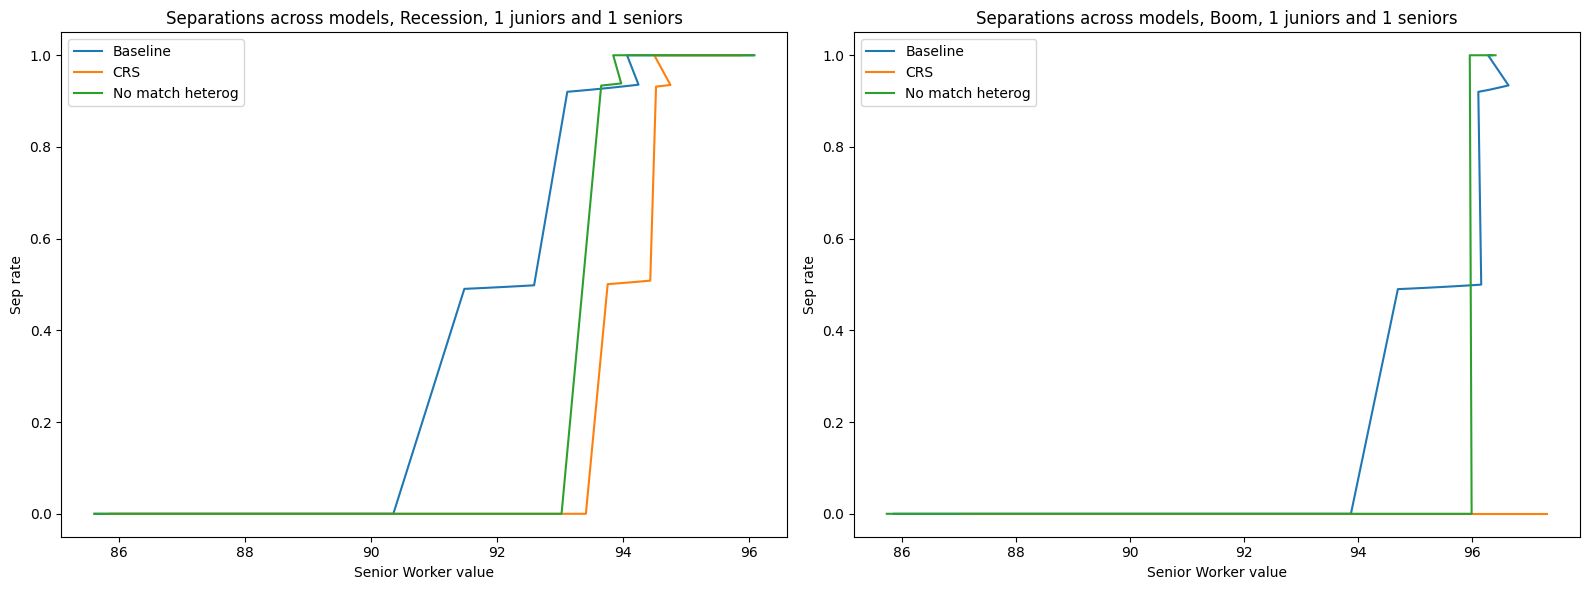 Separations across models, Recession, 1 juniors and 1 seniors
Baseline
CRS
No match heterog
1.0
0.8
0.6
0.4
0.2
0.0
Sep rate
86 88 90 92 94 96
Senior Worker value
Separations across models, Boom, 1 juniors and 1 seniors
Baseline
CRS
No match heterog
1.0
0.8
0.6
0.4
0.2
0.0
Sep rate
86 88 90 92 94 96
Senior Worker value